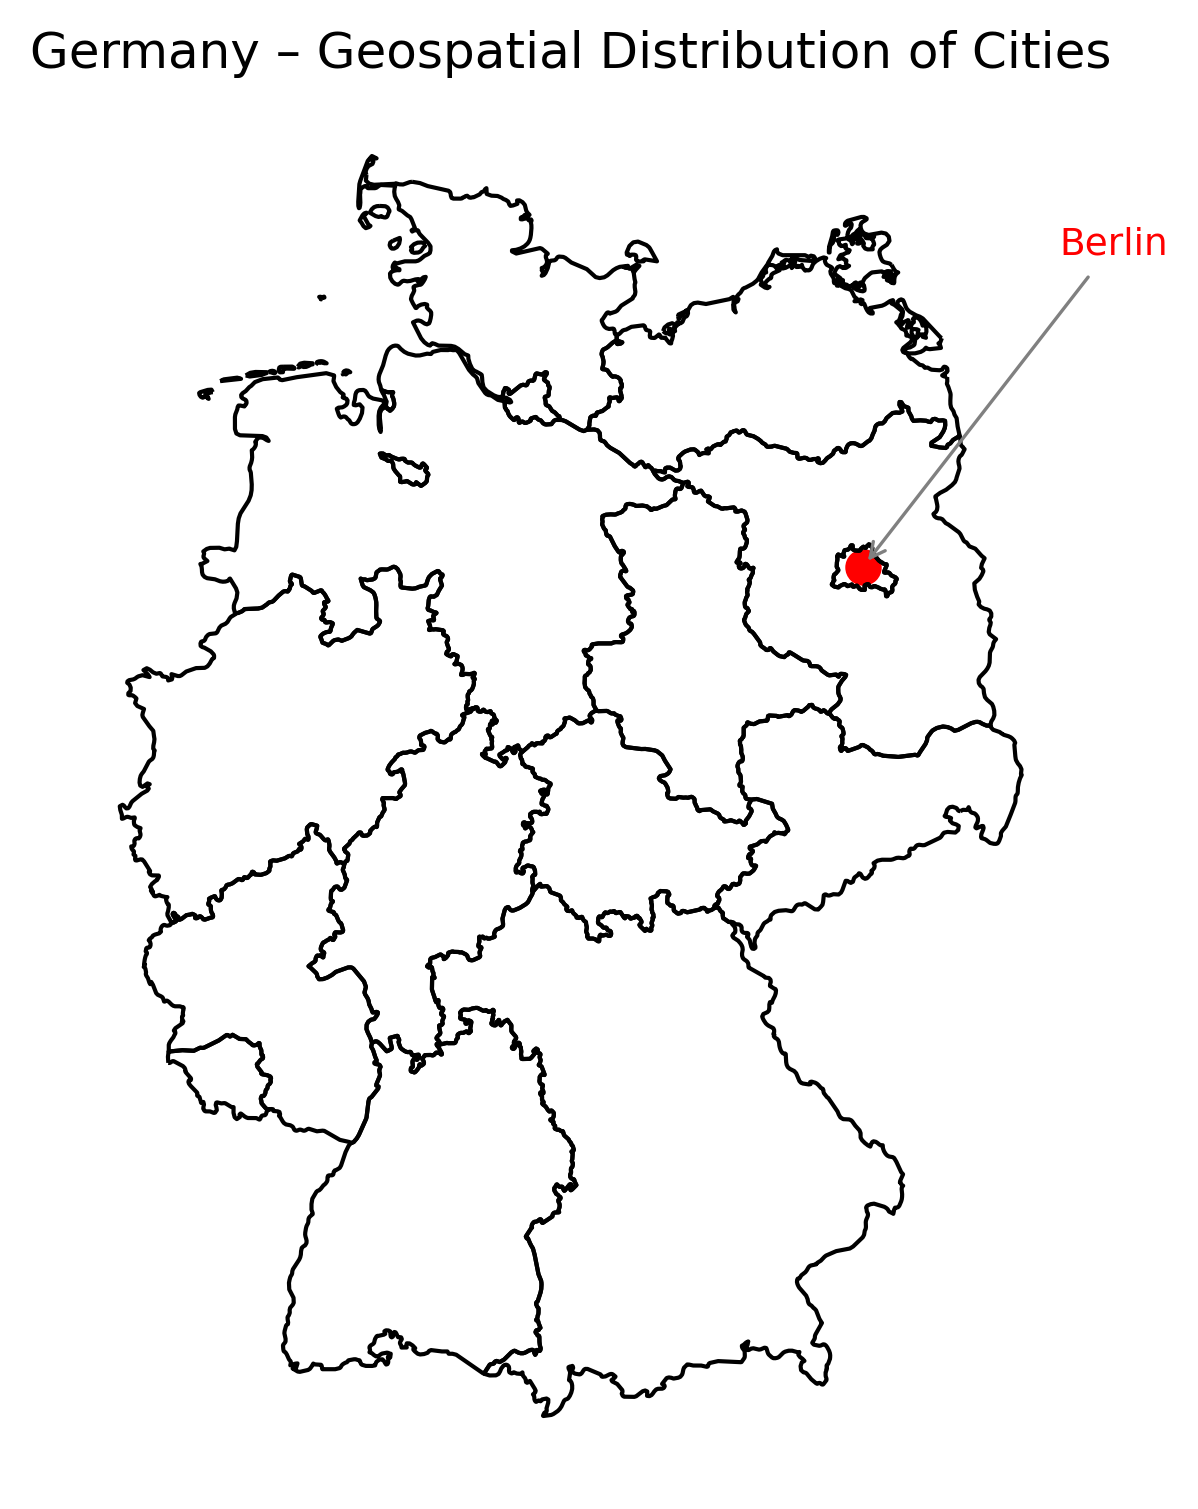 Germany – Geospatial Distribution of Cities
Berlin